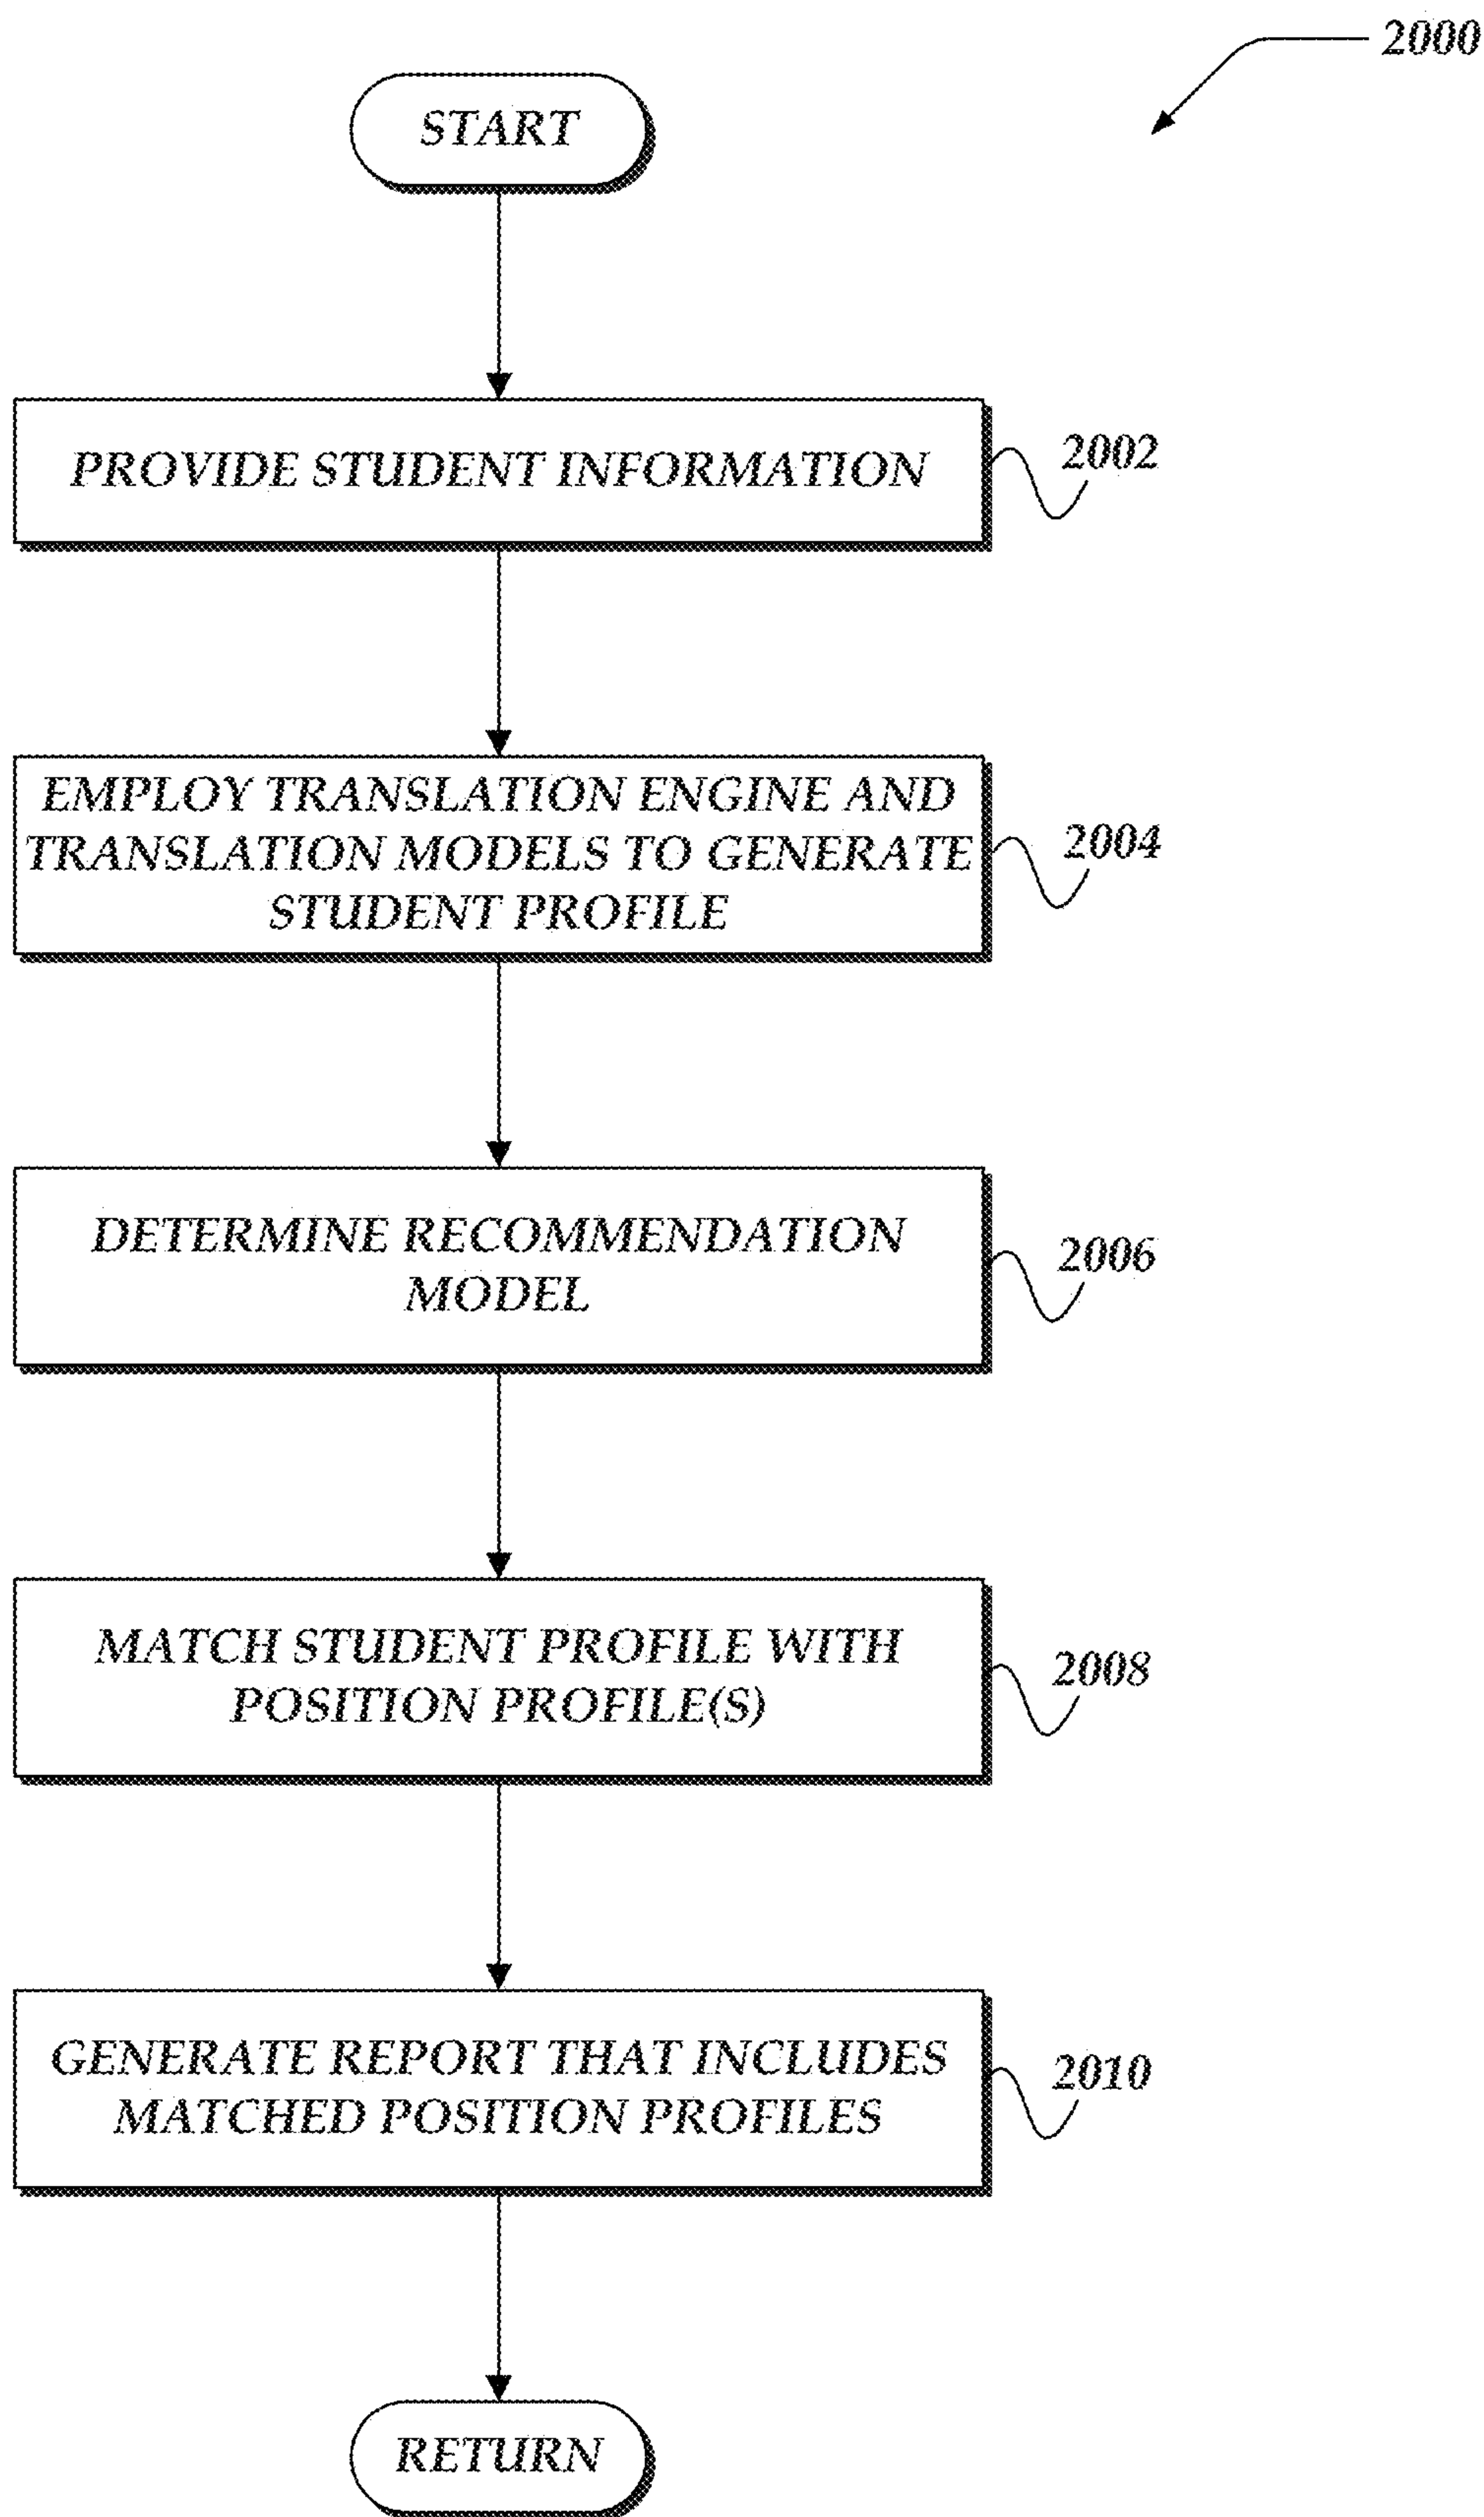 2000
START
PROVIDE STUDENT INFORMATION
2002
EMPLOY TRANSLATION ENGINE AND
TRANSLATION MODELS TO GENERATE
STUDENT PROFILE
2004
DETERMINE RECOMMENDATION
MODEL
2006
MATCH STUDENT PROFILE WITH
POSITION PROFILE(S)
2008
GENERATE REPORT THAT INCLUDES
MATCHED POSITION PROFILES
2010
RETURN